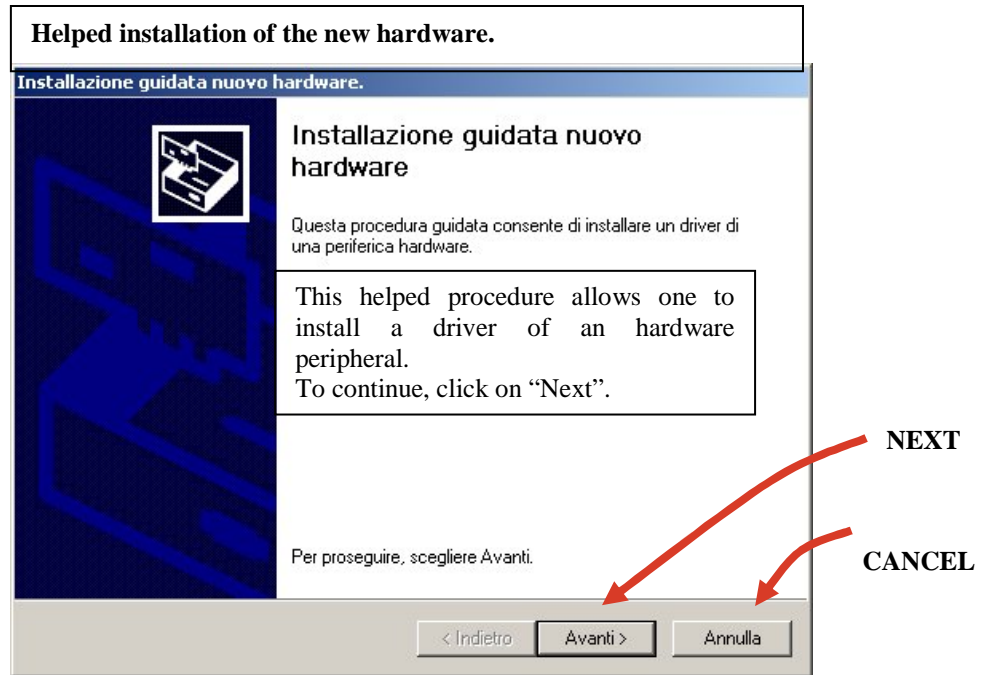 Helped installation of the new hardware.
Installazione guidata nuovo hardware.
Installazione guidata nuovo
hardware
Questa procedura guidata consente di installare un driver di
una periferica hardware.
This helped procedure allows one to
install a driver of an hardware
peripheral.
To continue, click on “Next”.
NEXT
Per proseguire, scegliere Avanti.
CANCEL
< Indietro
Avanti >
Annulla